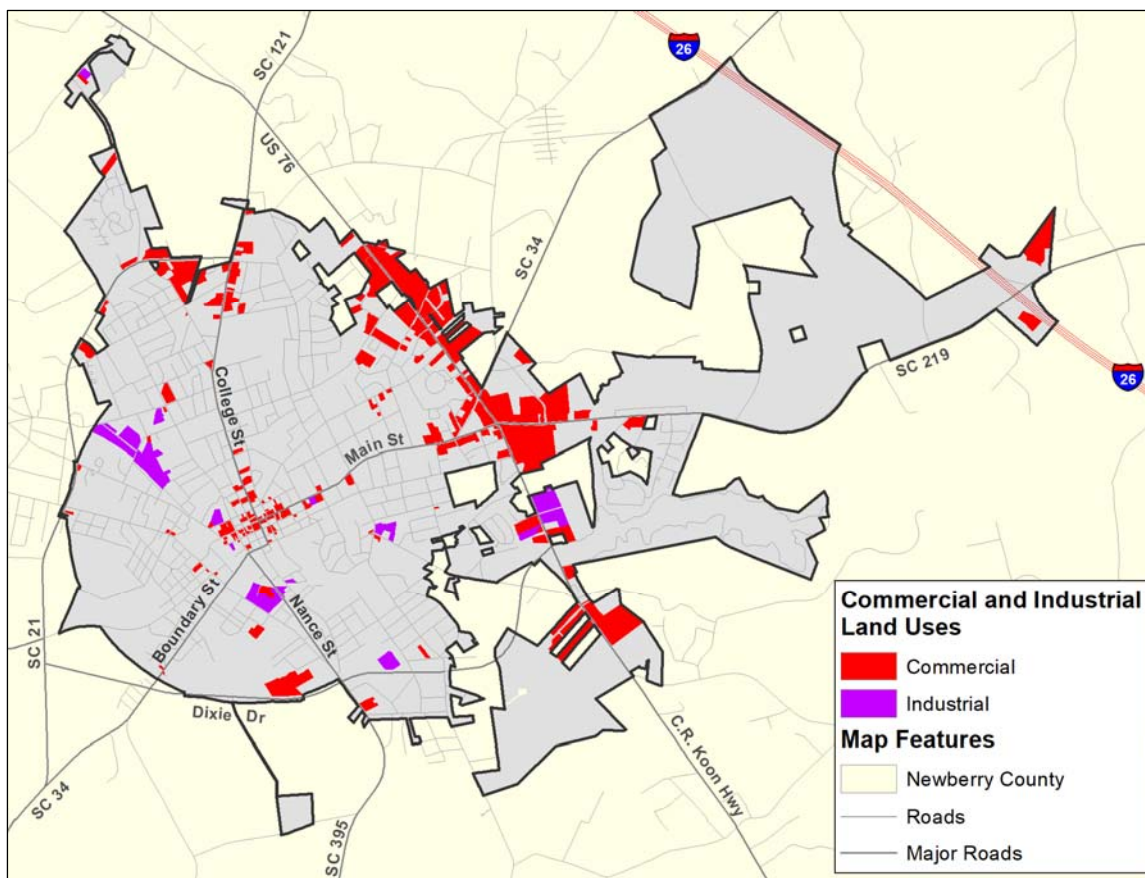 26
SC 121
US 76
SC 34
26
SC 219
College St
Main St
Boundary St
Nance St
SC 21
Dixie Dr
SC 34
SC 395
C.R. Koon Hwy
Commercial and Industrial
Land Uses
Commercial
Industrial
Map Features
Newberry County
Roads
Major Roads